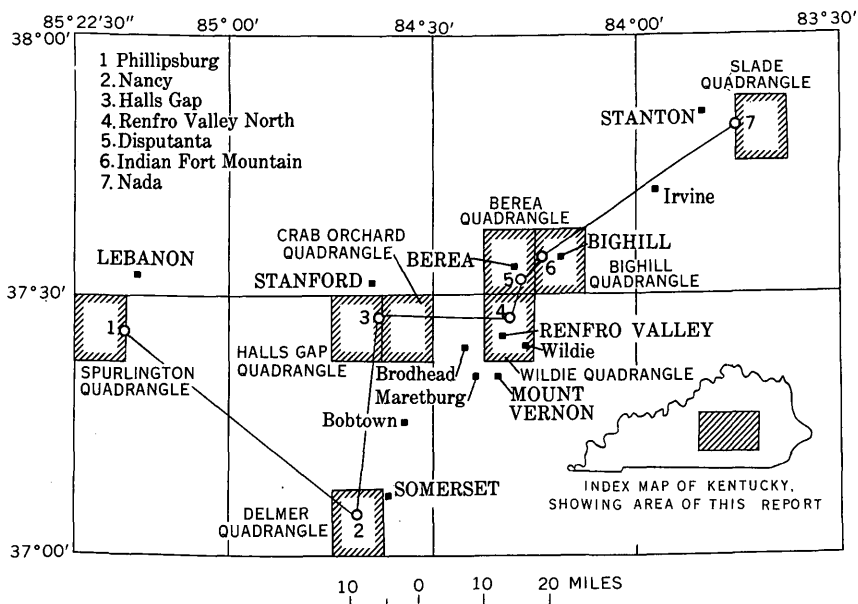 85°22'30" 85°00' 84°30' 84°00' 83°30'
38°00'
1 Phillipsburg
2. Nancy
3. Halls Gap
4. Renfro Valley North
5. Disputanta
6. Indian Fort Mountain
7. Nada
SLADE
QUADRANGLE
STANTON
7
Irvine
BEREA
QUADRANGLE
CRAB ORCHARD
QUADRANGLE
LEBANON
STANFORD
BEREA
5
6
BIGHILL
BIGHILL
QUADRANGLE
37°30'
1
3
4
SPURLINGTON
QUADRANGLE
HALLS GAP
QUADRANGLE
RENFRO VALLEY
Wildie
Brodhead
WILDIE QUADRANGLE
Maretburg
MOUNT
VERNON
Bobtown
SOMERSET
DELMER
QUADRANGLE
2
INDEX MAP OF KENTUCKY,
SHOWING AREA OF THIS REPORT
37°00'
10 0 10 20 MILES